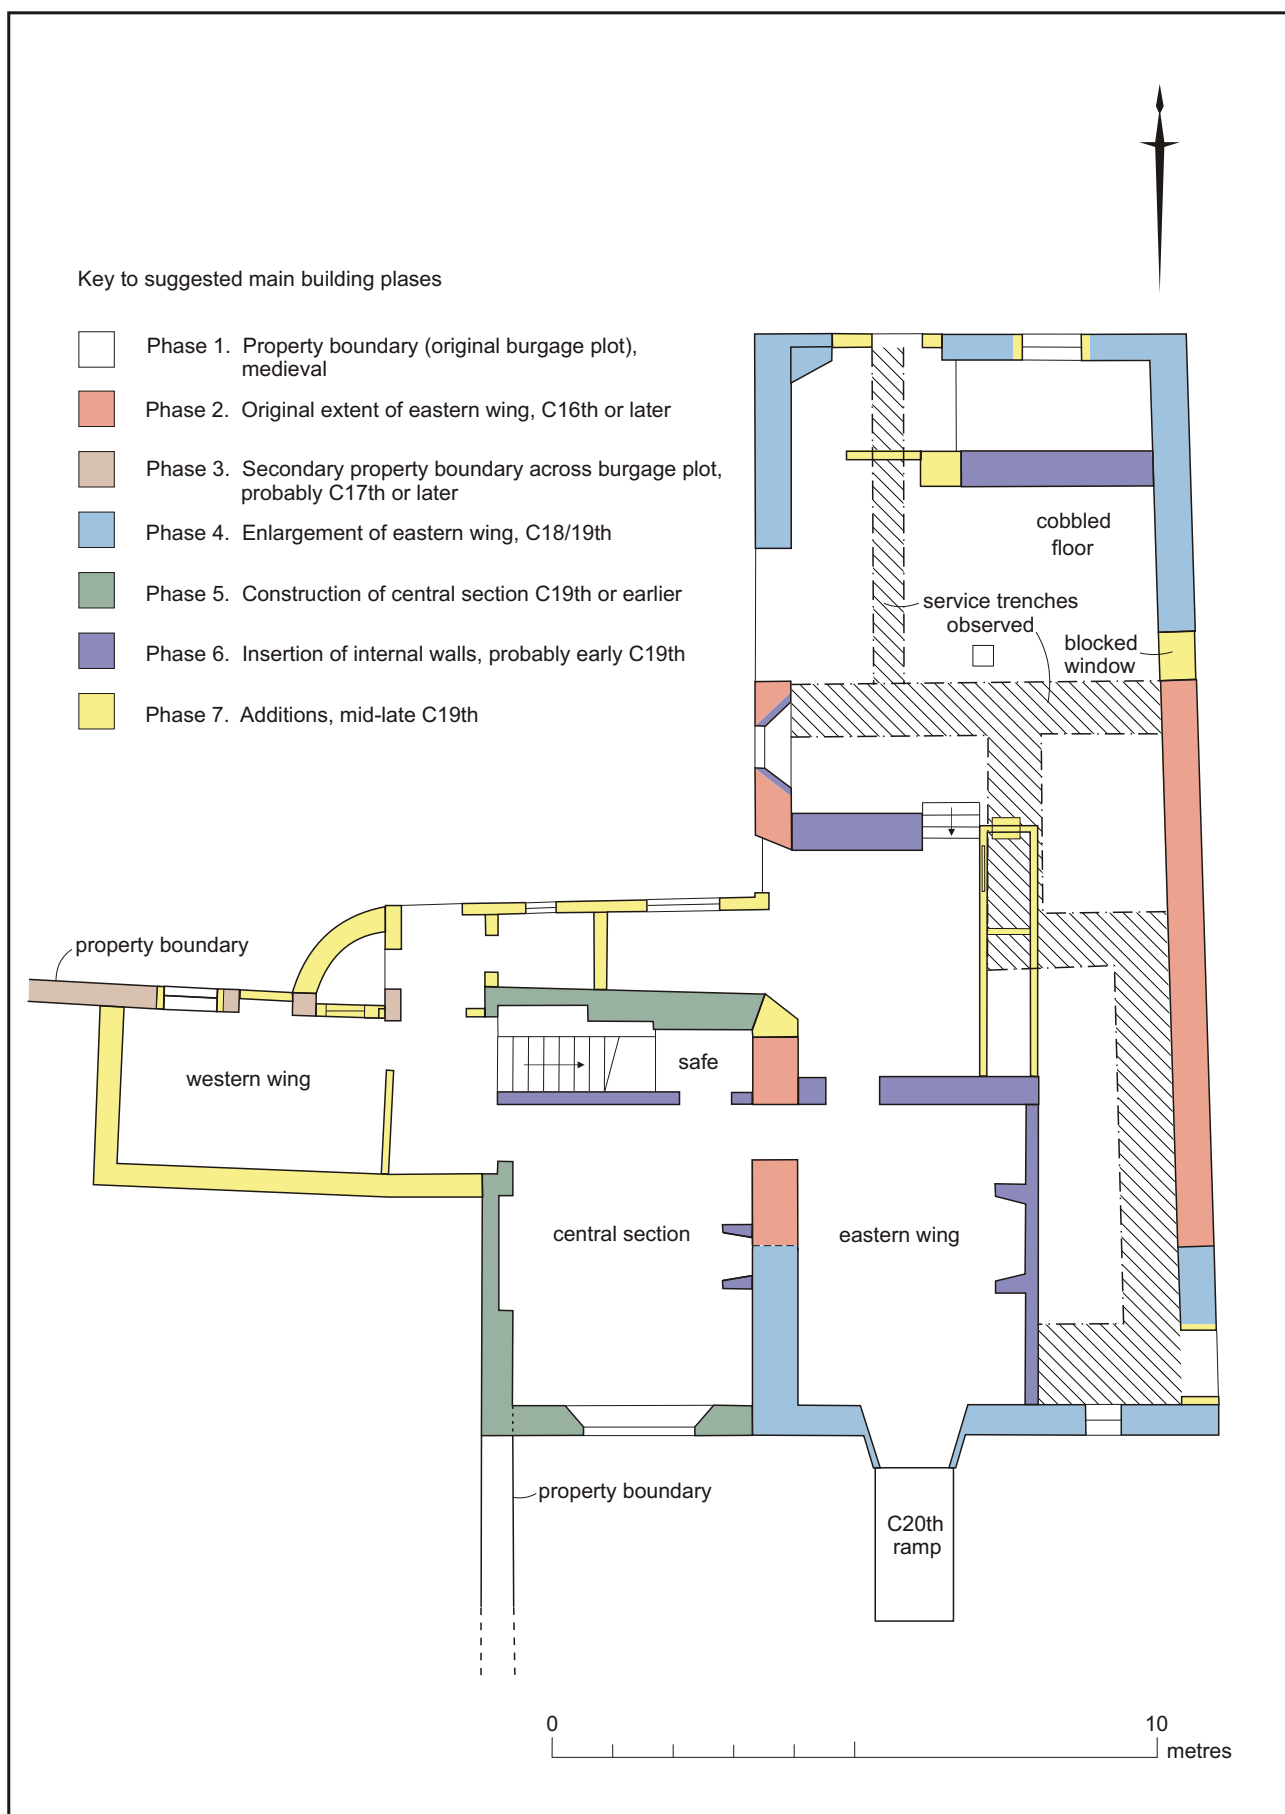 Key to suggested main building plases
Phase 1. Property boundary (original burgage plot),
medieval
Phase 2. Original extent of eastern wing, C16th or later
Phase 3. Secondary property boundary across burgage plot,
probably C17th or later
Phase 4. Enlargement of eastern wing, C18/19th
Phase 5. Construction of central section C19th or earlier
Phase 6. Insertion of internal walls, probably early C19th
Phase 7. Additions, mid-late C19th
cobbled
floor
service trenches
observed
blocked
window
property boundary
western wing
safe
central section
eastern wing
property boundary
C20th
ramp
0
10
metres